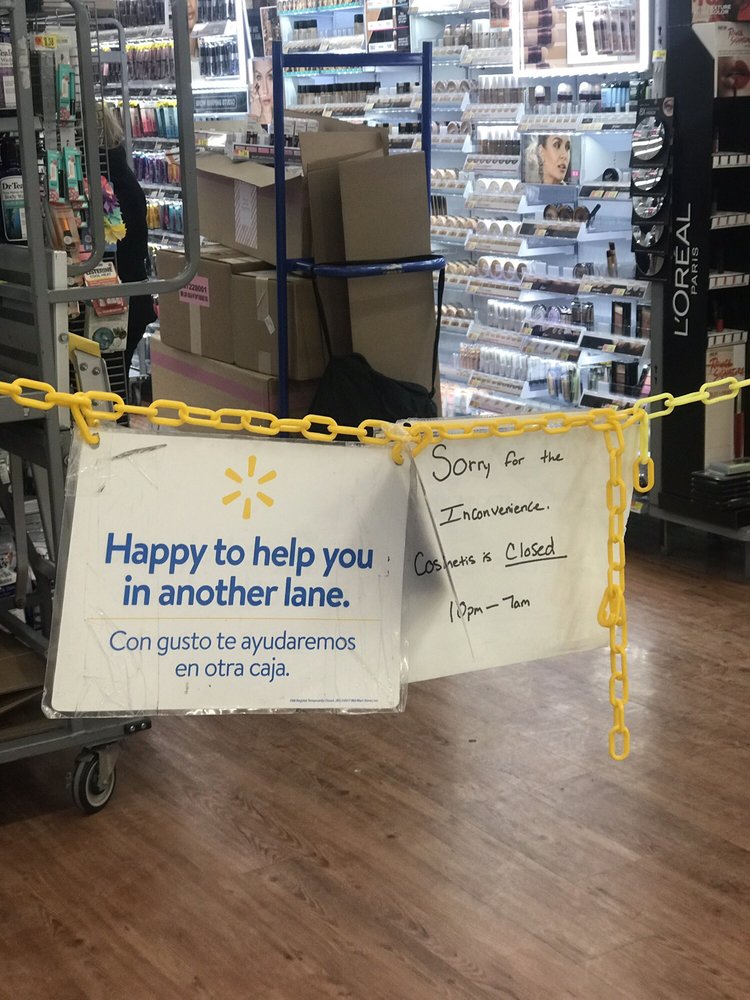 Happy to help you
in another lane.
Con gusto te ayudaremos
en otra caja.
Sorry for the
Inconvenience.
Cosmetis is Closed
10pm - 7am
L'ORÉAL
PARIS